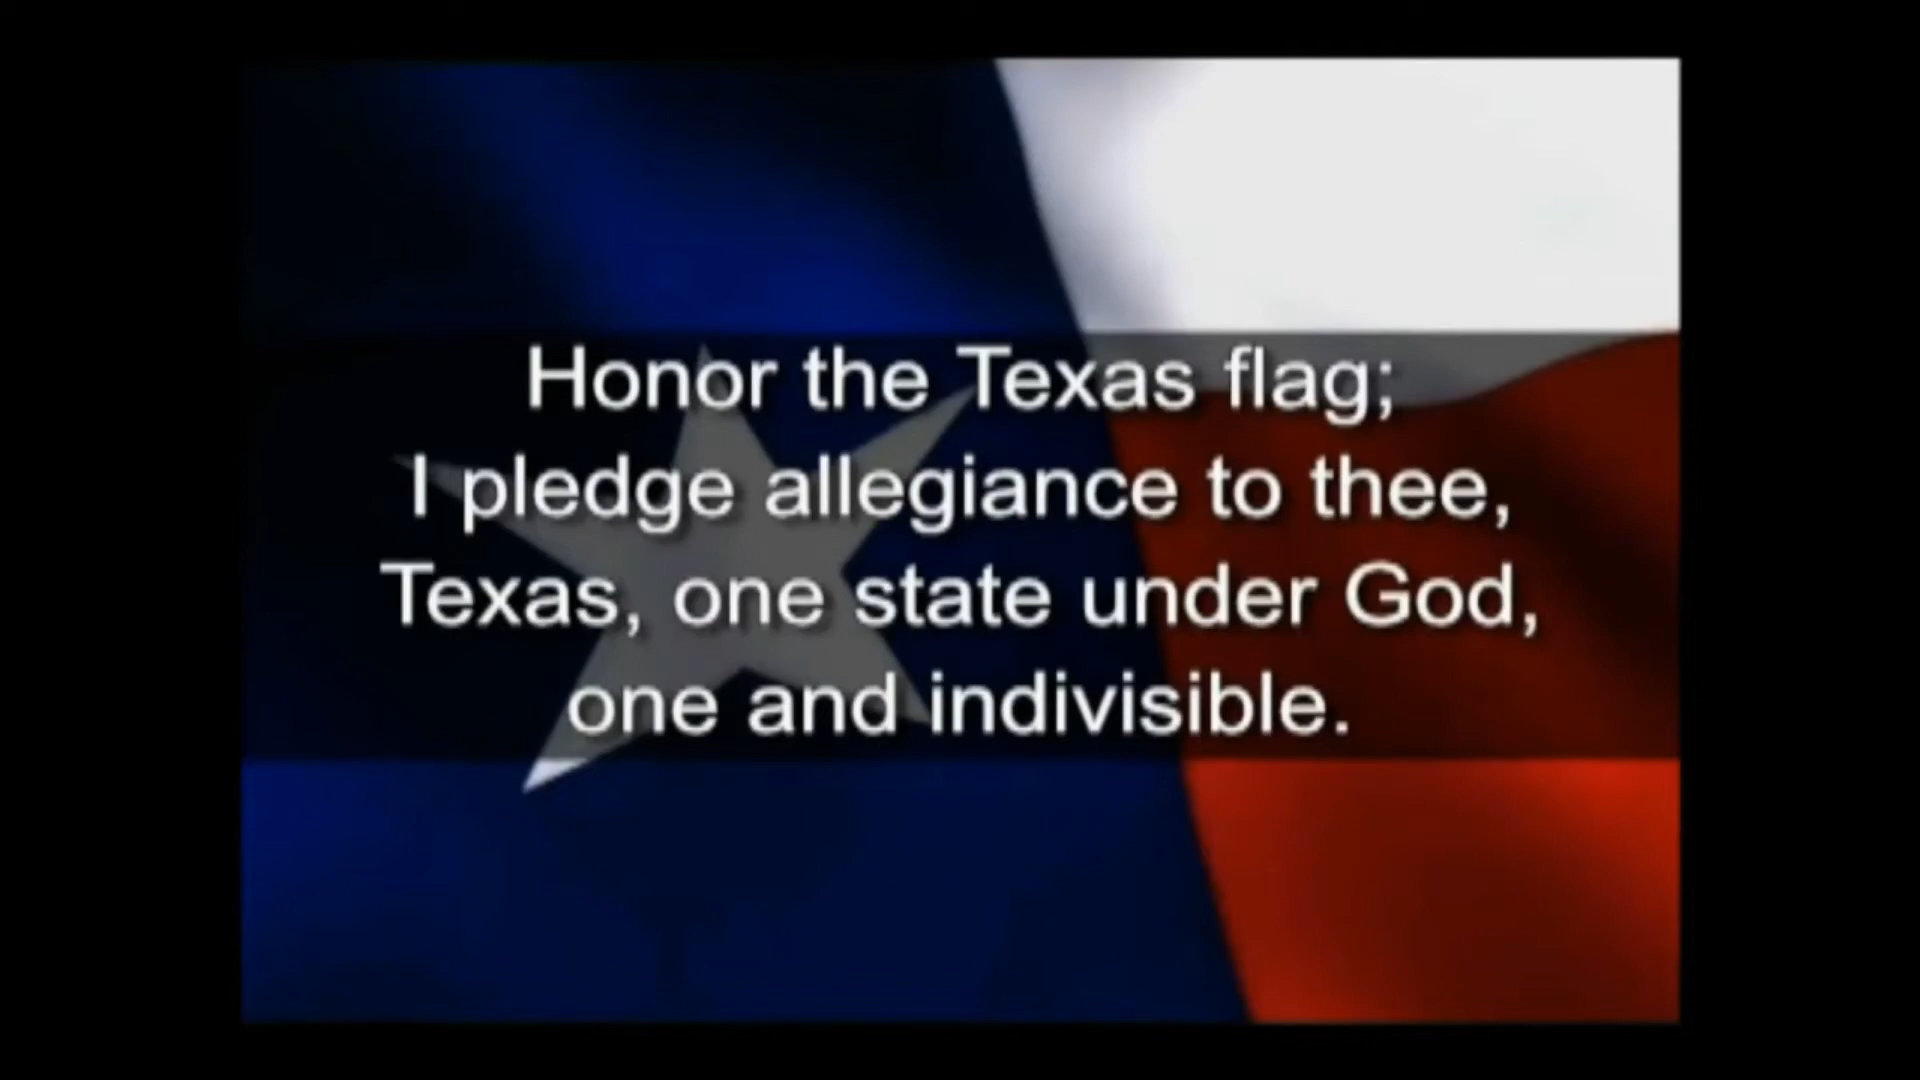 Honor the Texas flag;
I pledge allegiance to thee,
Texas, one state under God,
one and indivisible.